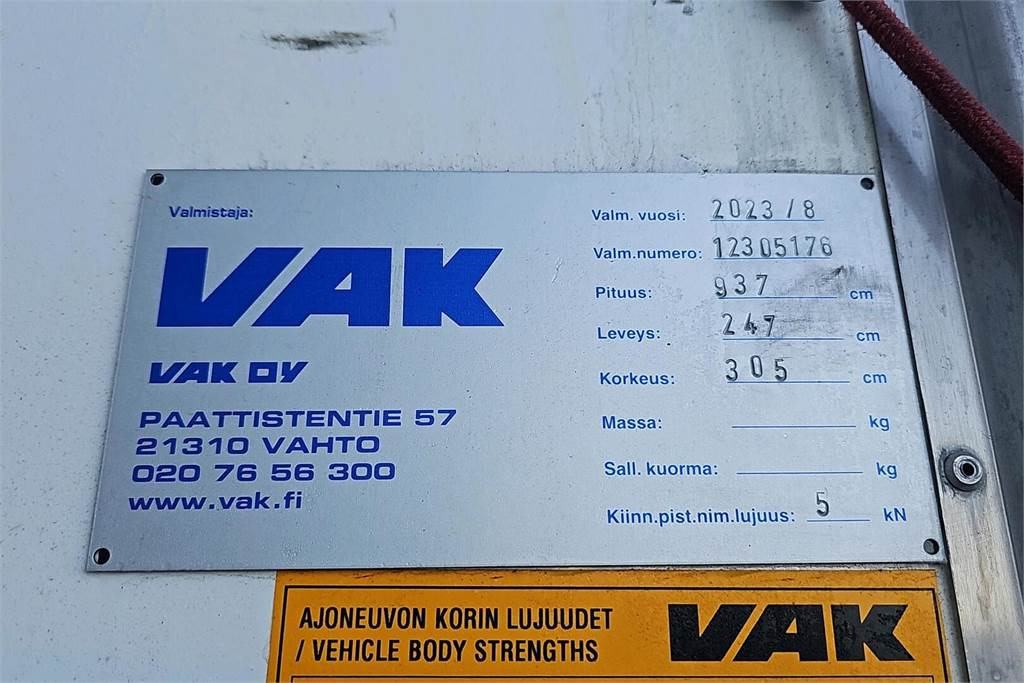 Valmistaja:
VAK
VAK OY
PAATTISTENTIE 57
21310 VAHTO
020 76 56 300
www.vak.fi
Valm. vuosi: 2023/8
Valm.numero: 12305176
Pituus: 937 cm
Leveys: 247 cm
Korkeus: 305 cm
Massa: kg
Sall. kuorma: kg
Kiinn.pist.nim.lujuus: 5 kN
AJONEUVON KORIN LUJUUDET
/ VEHICLE BODY STRENGTHS
VAK